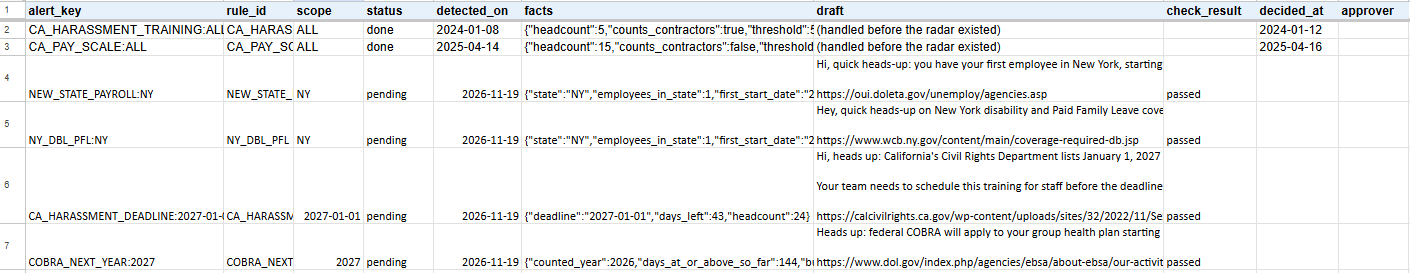 1 alert_key rule_id scope status detected_on facts draft check_result decided_at approver
2 CA_HARASSMENT_TRAINING:ALL CA_HARAS ALL done 2024-01-08 {"headcount":5,"counts_contractors":true,"threshold":5 (handled before the radar existed) 2024-01-12
3 CA_PAY_SCALE:ALL CA_PAY_SC ALL done 2025-04-14 {"headcount":15,"counts_contractors":false,"threshold (handled before the radar existed) 2025-04-16
Hi, quick heads-up: you have your first employee in New York, starting
4
NEW_STATE_PAYROLL:NY NEW_STATE_ NY pending 2026-11-19 {"state":"NY","employees_in_state":1,"first_start_date":"2 https://oui.doleta.gov/unemploy/agencies.asp passed
Hey, quick heads-up on New York disability and Paid Family Leave cove
5
NY_DBL_PFL:NY NY_DBL_PFL NY pending 2026-11-19 {"state":"NY","employees_in_state":1,"first_start_date":"2 https://www.wcb.ny.gov/content/main/coverage-required-db.jsp passed
Hi, heads up: California's Civil Rights Department lists January 1, 2027
6 Your team needs to schedule this training for staff before the deadline
CA_HARASSMENT_DEADLINE:2027-01- CA_HARASSM 2027-01-01 pending 2026-11-19 {"deadline":"2027-01-01","days_left":43,"headcount":24} https://calcivilrights.ca.gov/wp-content/uploads/sites/32/2022/11/Se passed
Heads up: federal COBRA will apply to your group health plan starting
7
COBRA_NEXT_YEAR:2027 COBRA_NEXT 2027 pending 2026-11-19 {"counted_year":2026,"days_at_or_above_so_far":144,"b https://www.dol.gov/index.php/agencies/ebsa/about-ebsa/our-activit passed